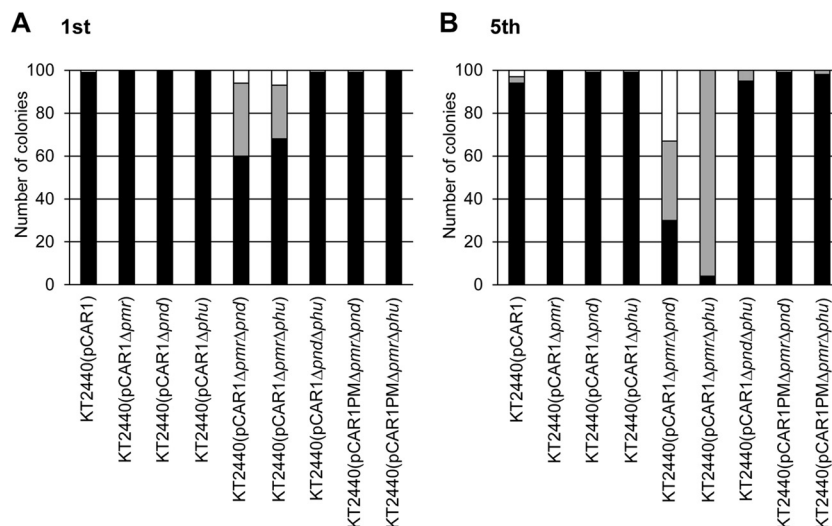 A 1st
Number of colonies
100
80
60
40
20
0
KT2440(pCAR1)
KT2440(pCAR1Δpmr)
KT2440(pCAR1Δpnd)
KT2440(pCAR1Δphu)
KT2440(pCAR1ΔpmrΔpnd)
KT2440(pCAR1ΔpmrΔphu)
KT2440(pCAR1ΔpndΔphu)
KT2440(pCAR1PMΔpmrΔpnd)
KT2440(pCAR1PMΔpmrΔphu)
B 5th
Number of colonies
100
80
60
40
20
0
KT2440(pCAR1)
KT2440(pCAR1Δpmr)
KT2440(pCAR1Δpnd)
KT2440(pCAR1Δphu)
KT2440(pCAR1ΔpmrΔpnd)
KT2440(pCAR1ΔpmrΔphu)
KT2440(pCAR1ΔpndΔphu)
KT2440(pCAR1PMΔpmrΔpnd)
KT2440(pCAR1PMΔpmrΔphu)